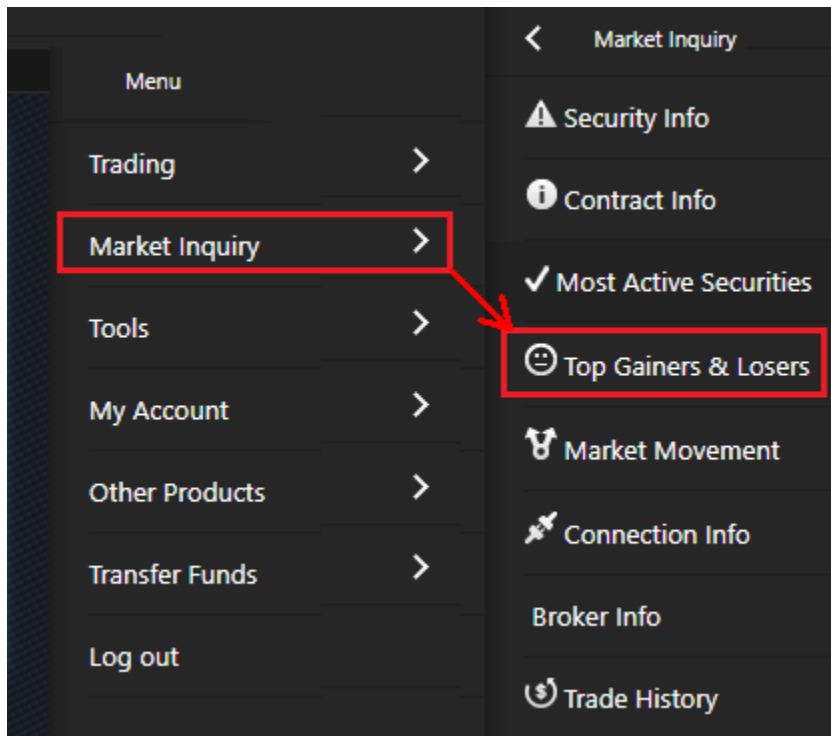 Menu
Trading
Market Inquiry
Tools
My Account
Other Products
Transfer Funds
Log out
Market Inquiry
Security Info
Contract Info
Most Active Securities
Top Gainers & Losers
Market Movement
Connection Info
Broker Info
Trade History